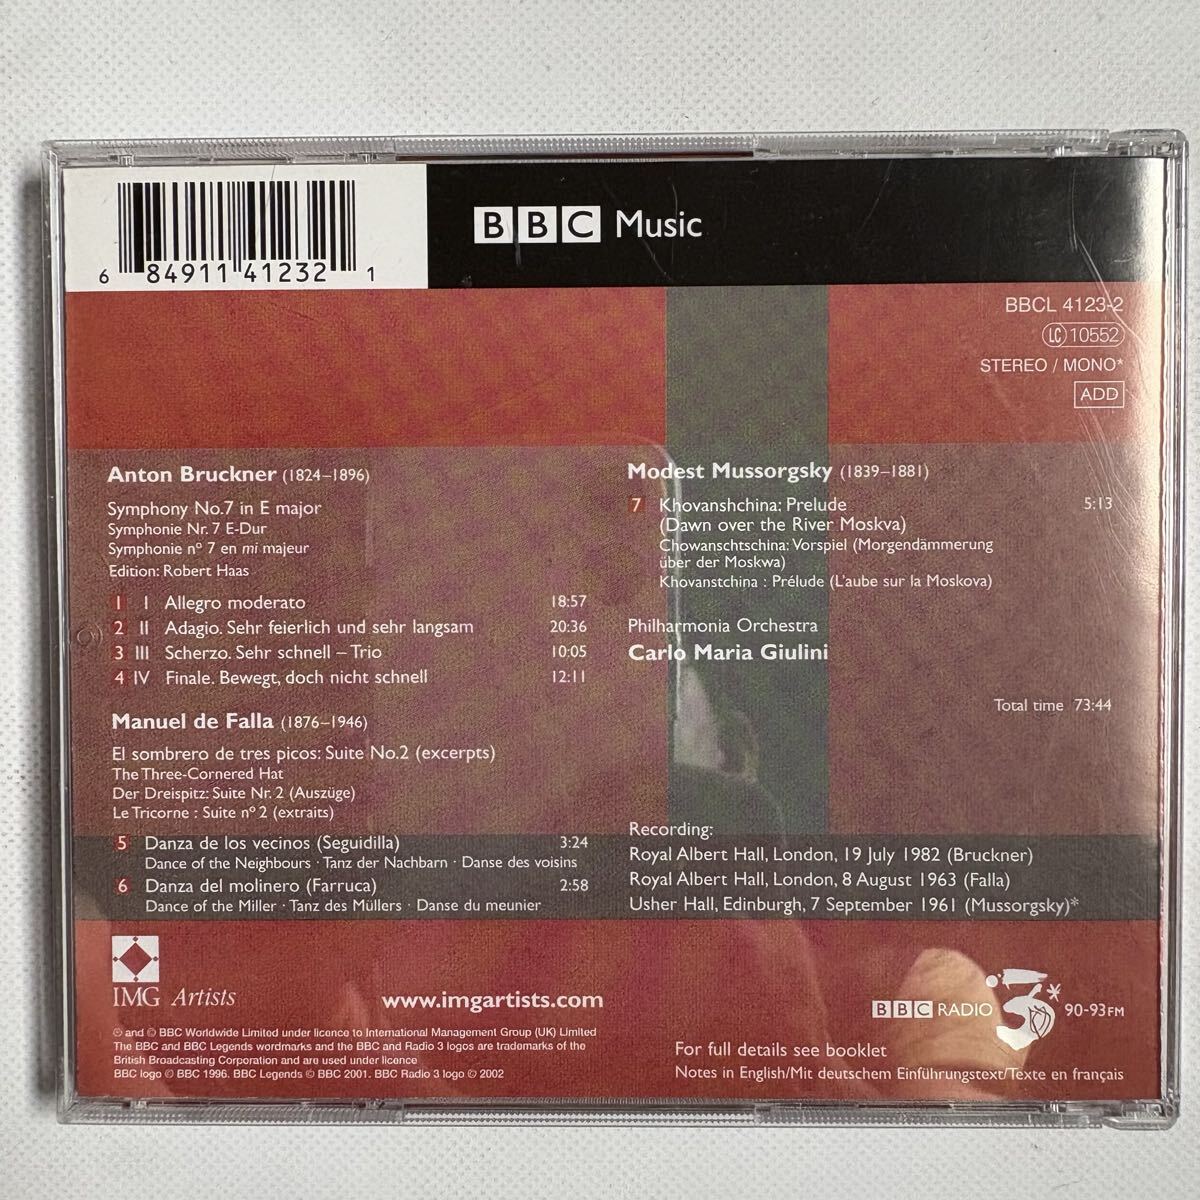 6 84911 41232 1
BBC Music
BBCL 4123-2
LC 10552
STEREO / MONO*
ADD
Anton Bruckner (1824–1896)
Symphony No.7 in E major
Symphonie Nr. 7 E-Dur
Symphonie nº 7 en mi majeur
Edition: Robert Haas
1 I Allegro moderato 18:57
2 II Adagio. Sehr feierlich und sehr langsam 20:36
3 III Scherzo. Sehr schnell – Trio 10:05
4 IV Finale. Bewegt, doch nicht schnell 12:11
Manuel de Falla (1876–1946)
El sombrero de tres picos: Suite No.2 (excerpts)
The Three-Cornered Hat
Der Dreispitz: Suite Nr. 2 (Auszüge)
Le Tricorne : Suite nº 2 (extraits)
5 Danza de los vecinos (Seguidilla) 3:24
Dance of the Neighbours · Tanz der Nachbarn · Danse des voisins
6 Danza del molinero (Farruca) 2:58
Dance of the Miller · Tanz des Müllers · Danse du meunier
Modest Mussorgsky (1839–1881)
7 Khovanshchina: Prelude 5:13
(Dawn over the River Moskva)
Chowanschtschina: Vorspiel (Morgendämmerung
über der Moskwa)
Khovanstchina : Prélude (L'aube sur la Moskova)
Philharmonia Orchestra
Carlo Maria Giulini
Total time 73:44
Recording:
Royal Albert Hall, London, 19 July 1982 (Bruckner)
Royal Albert Hall, London, 8 August 1963 (Falla)
Usher Hall, Edinburgh, 7 September 1961 (Mussorgsky)*
IMG Artists
www.imgartists.com
BBC RADIO 3 90-93FM
℗ and © BBC Worldwide Limited under licence to International Management Group (UK) Limited
The BBC and BBC Legends wordmarks and the BBC and Radio 3 logos are trademarks of the
British Broadcasting Corporation and are used under licence
BBC logo © BBC 1996. BBC Legends © BBC 2001. BBC Radio 3 logo © 2002
For full details see booklet
Notes in English/Mit deutschem Einführungstext/Texte en français